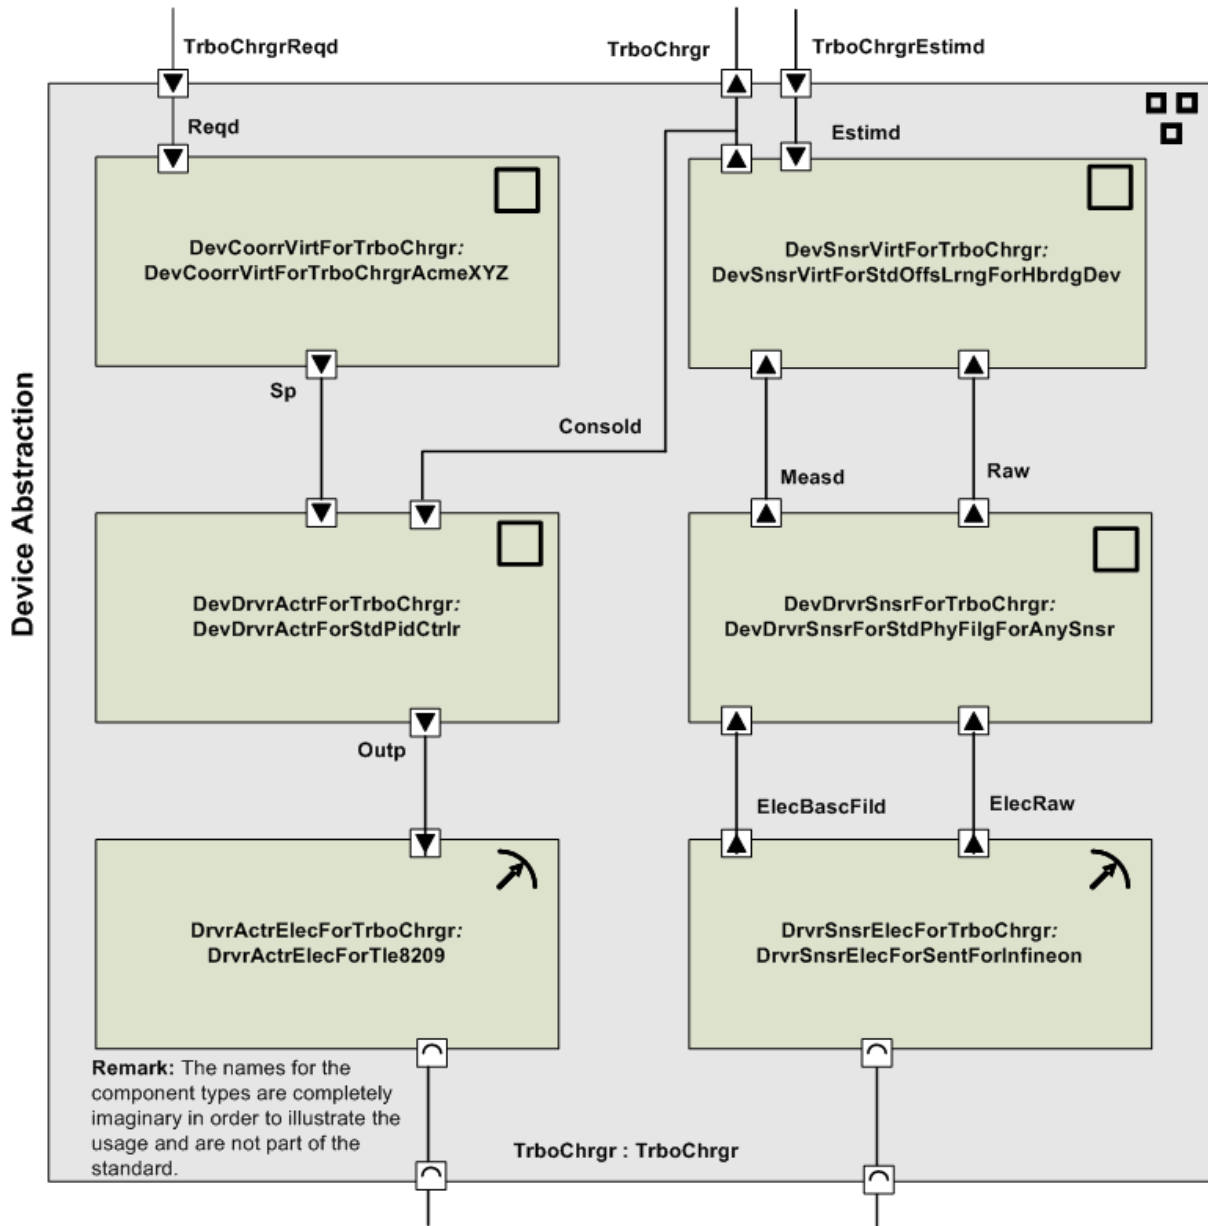 TrboChrgrReqd
TrboChrgr
TrboChrgrEstimd
Reqd
Estimd
DevCoorrVirtForTrboChrgr:
DevCoorrVirtForTrboChrgrAcmeXYZ
DevSnsrVirtForTrboChrgr:
DevSnsrVirtForStdOffsLrngForHbrdgDev
Sp
Consold
Measd
Raw
Device Abstraction
DevDrvrActrForTrboChrgr:
DevDrvrActrForStdPidCtrlr
DevDrvrSnsrForTrboChrgr:
DevDrvrSnsrForStdPhyFilgForAnySnsr
Outp
ElecBascFild
ElecRaw
DrvrActrElecForTrboChrgr:
DrvrActrElecForTle8209
DrvrSnsrElecForTrboChrgr:
DrvrSnsrElecForSentForInfineon
Remark: The names for the
component types are completely
imaginary in order to illustrate the
usage and are not part of the
standard.
TrboChrgr : TrboChrgr